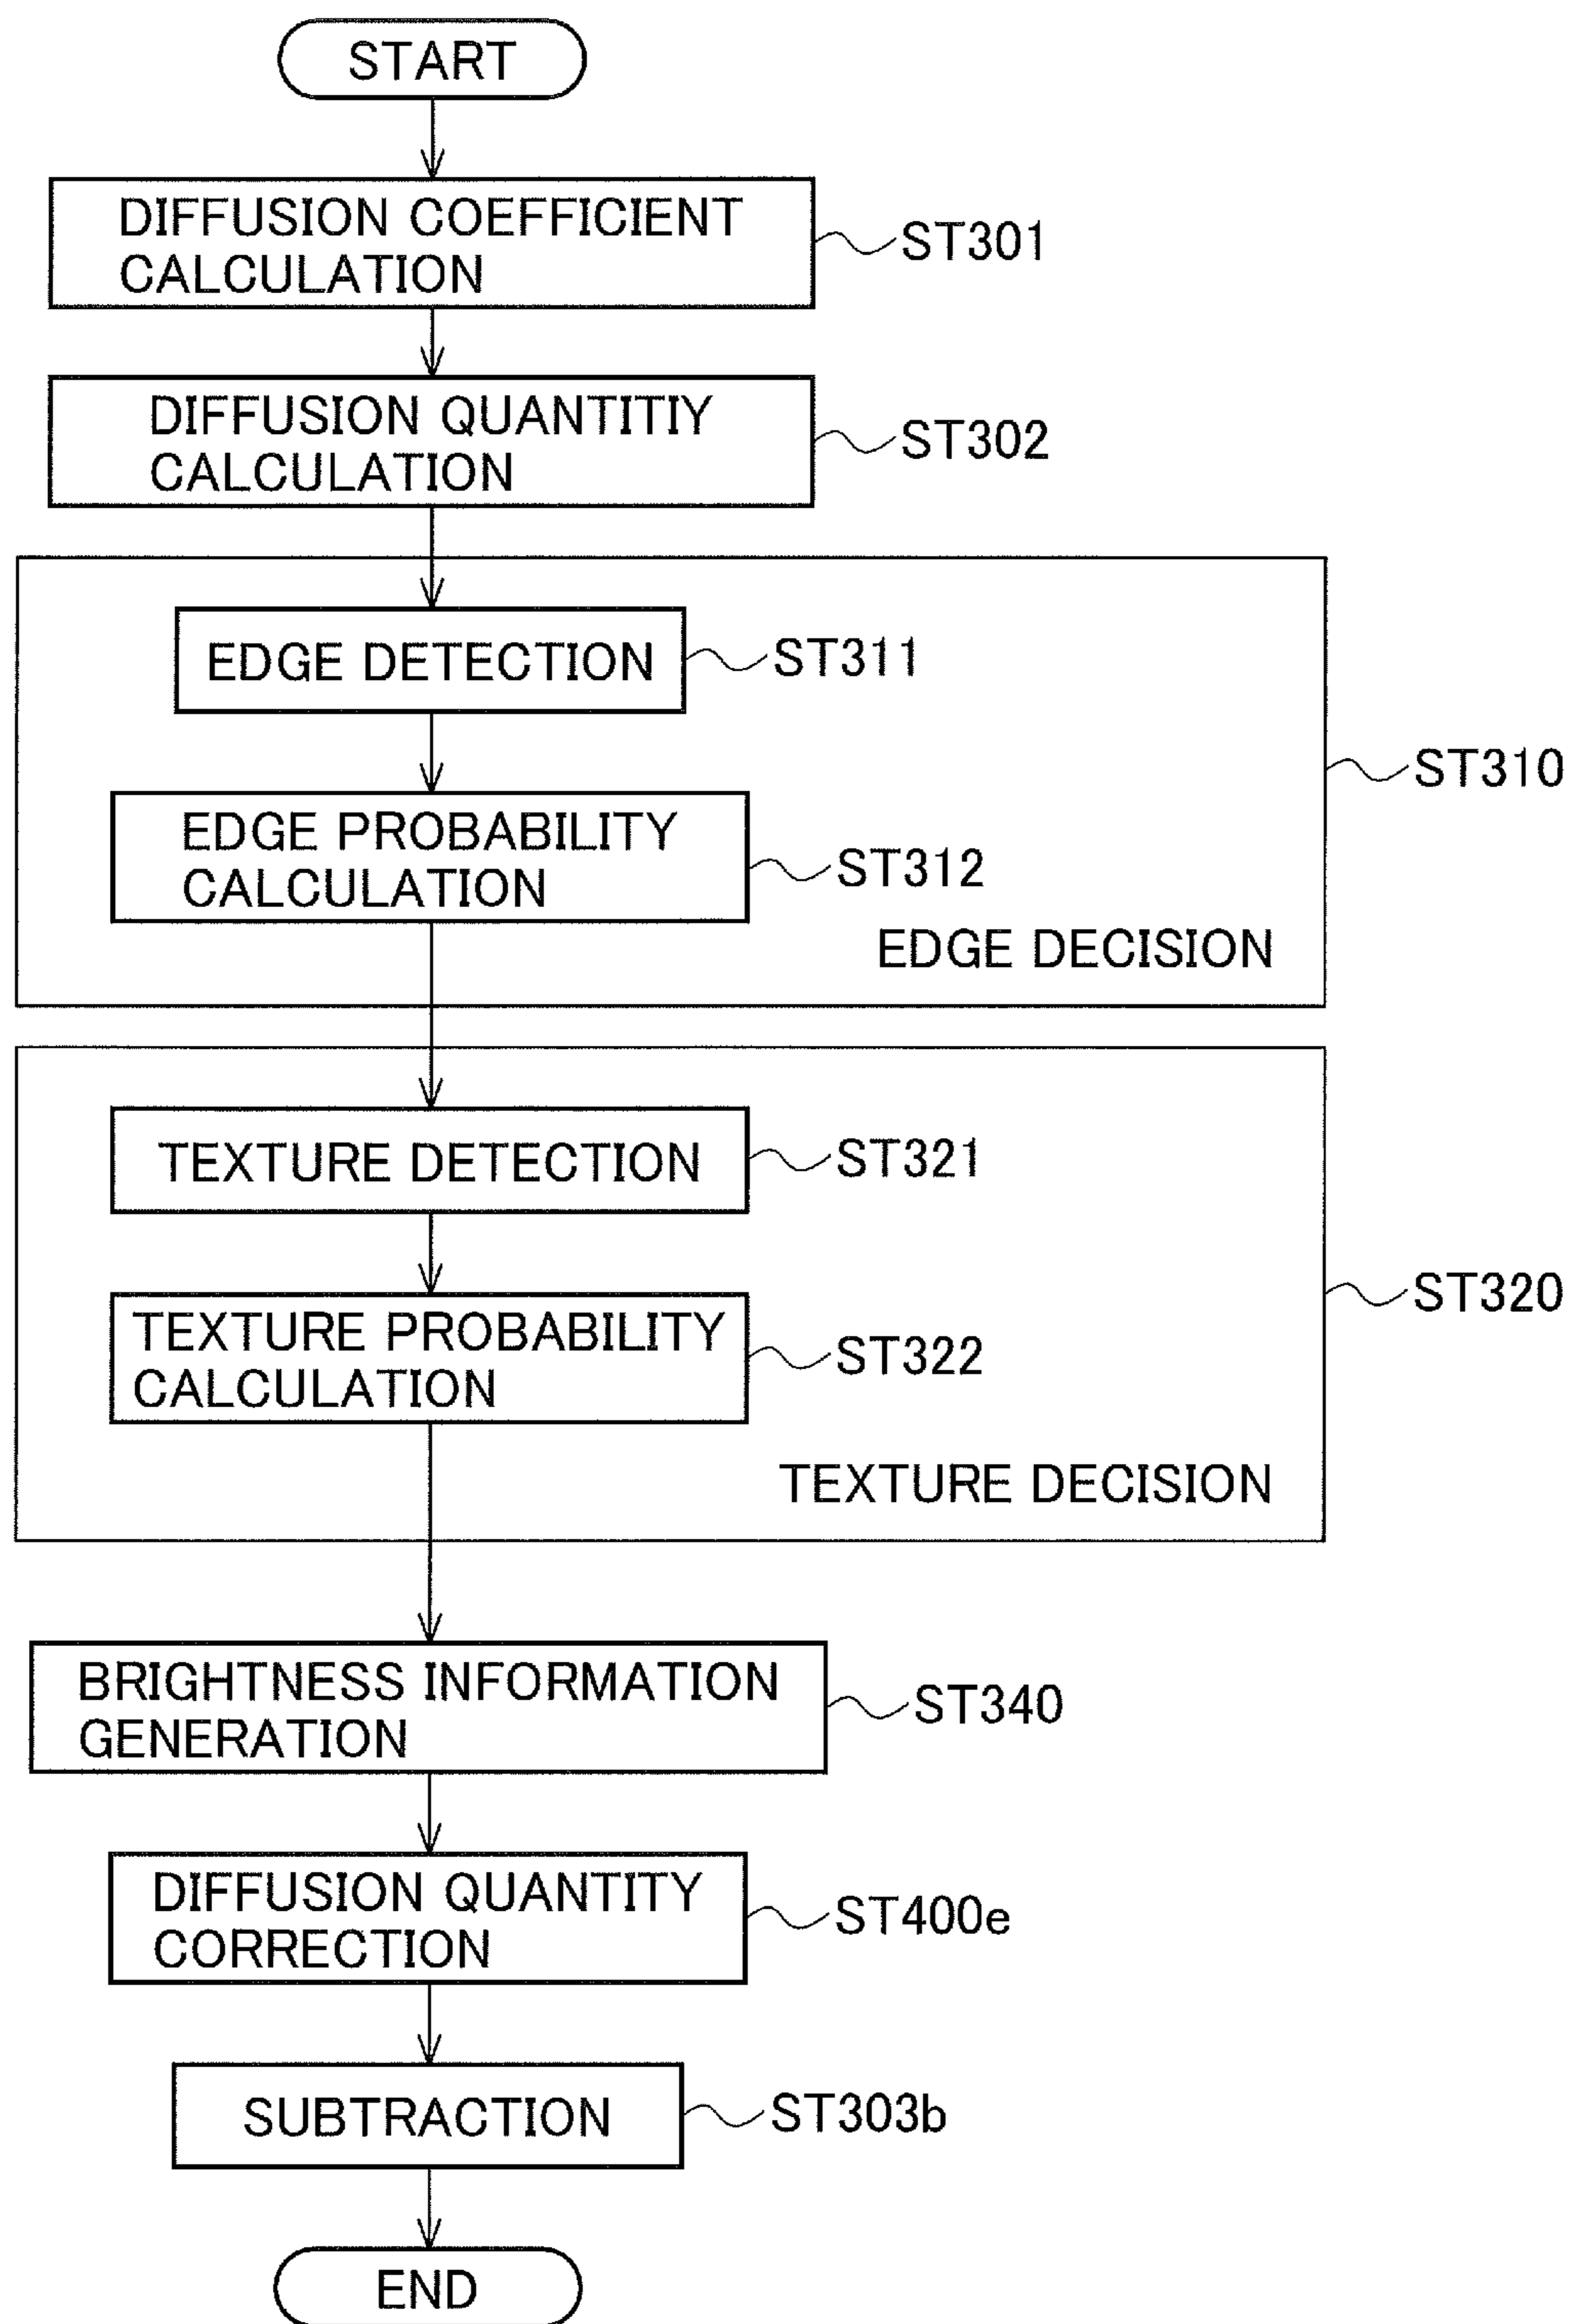 START
DIFFUSION COEFFICIENT
CALCULATION
ST301
DIFFUSION QUANTITIY
CALCULATION
ST302
EDGE DETECTION
ST311
ST310
EDGE PROBABILITY
CALCULATION
ST312
EDGE DECISION
TEXTURE DETECTION
ST321
ST320
TEXTURE PROBABILITY
CALCULATION
ST322
TEXTURE DECISION
BRIGHTNESS INFORMATION
GENERATION
ST340
DIFFUSION QUANTITY
CORRECTION
ST400e
SUBTRACTION
ST303b
END